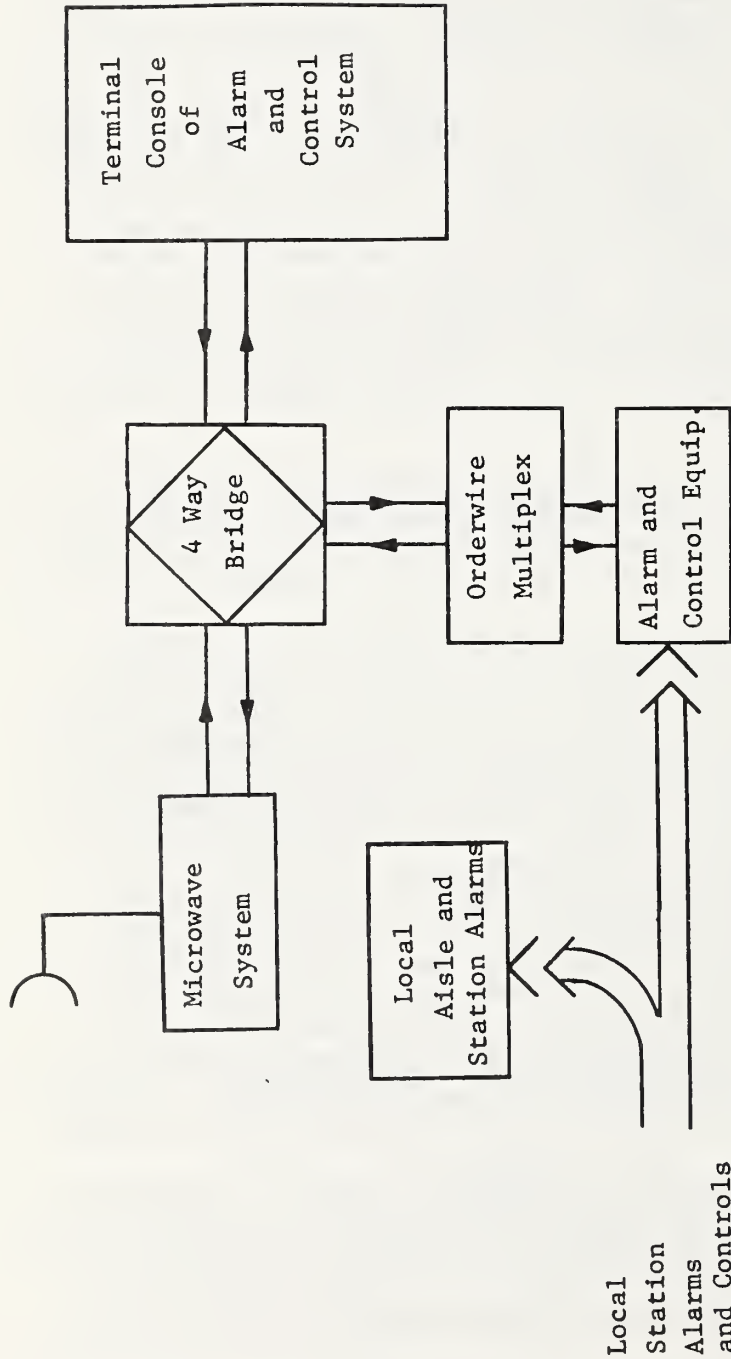 Terminal
Console
of
Alarm
and
Control
System
4 Way
Bridge
Microwave
System
Orderwire
Multiplex
Local
Aisle and
Station Alarms
Alarm and
Control Equip.
Local
Station
Alarms
and Controls